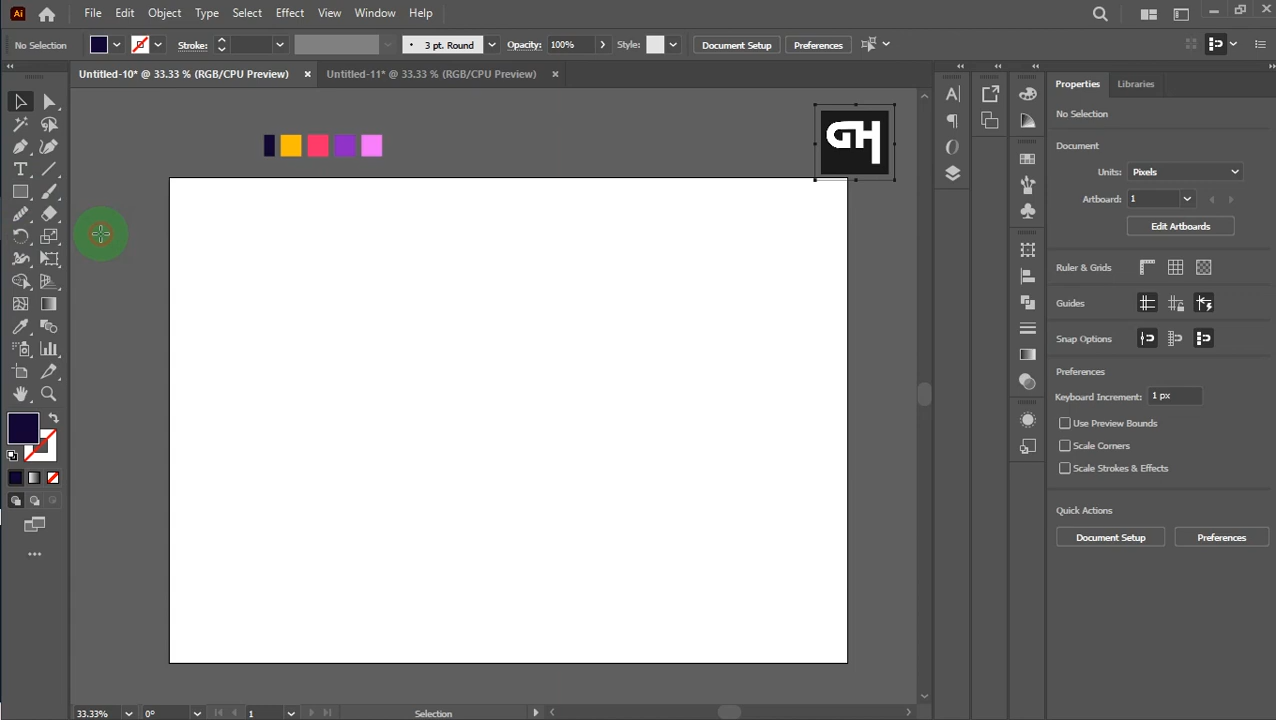 Ai File Edit Object Type Select Effect View Window Help
No Selection Stroke: 3 pt. Round Opacity: 100% Style: Document Setup Preferences
Untitled-10* @ 33.33 % (RGB/CPU Preview) × Untitled-11* @ 33.33 % (RGB/CPU Preview) ×
Properties Libraries
No Selection
Document
Units: Pixels
Artboard: 1
Edit Artboards
Ruler & Grids
Guides
Snap Options
Preferences
Keyboard Increment: 1 px
Use Preview Bounds
Scale Corners
Scale Strokes & Effects
Quick Actions
Document Setup Preferences
GH
33.33% 0° 1 Selection